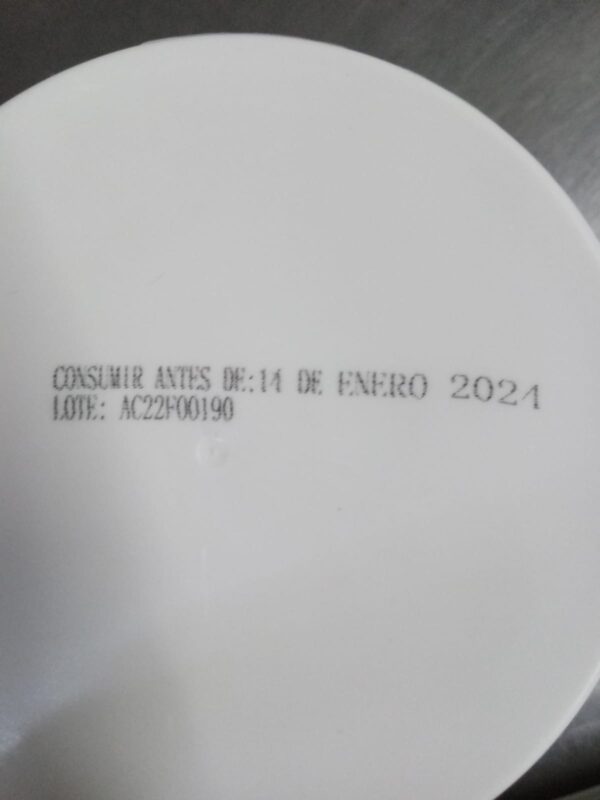 CONSUMIR ANTES DE:14 DE ENERO 2024
LOTE: AC22F00190